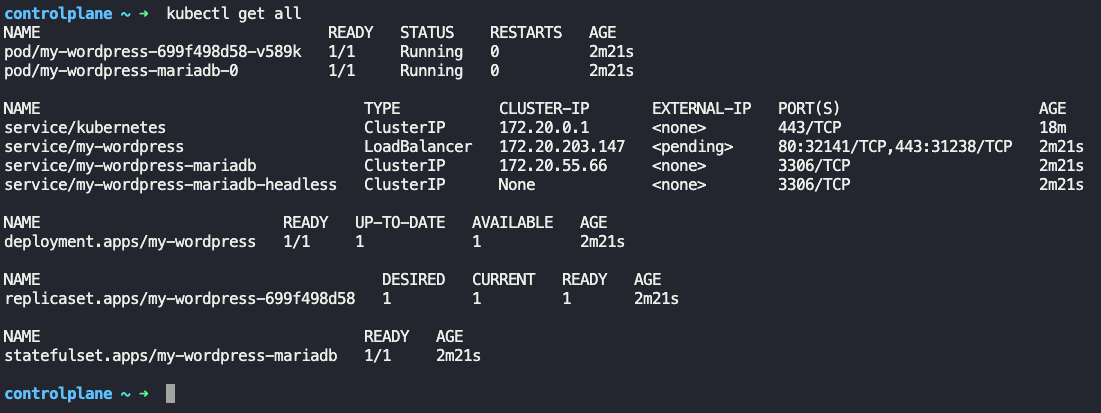 controlplane ~ ➜  kubectl get all
NAME                                READY   STATUS    RESTARTS   AGE
pod/my-wordpress-699f498d58-v589k   1/1     Running   0          2m21s
pod/my-wordpress-mariadb-0          1/1     Running   0          2m21s

NAME                                    TYPE           CLUSTER-IP       EXTERNAL-IP   PORT(S)                      AGE
service/kubernetes                      ClusterIP      172.20.0.1       <none>        443/TCP                      18m
service/my-wordpress                    LoadBalancer   172.20.203.147   <pending>     80:32141/TCP,443:31238/TCP   2m21s
service/my-wordpress-mariadb            ClusterIP      172.20.55.66     <none>        3306/TCP                     2m21s
service/my-wordpress-mariadb-headless   ClusterIP      None             <none>        3306/TCP                     2m21s

NAME                           READY   UP-TO-DATE   AVAILABLE   AGE
deployment.apps/my-wordpress   1/1     1            1           2m21s

NAME                                      DESIRED   CURRENT   READY   AGE
replicaset.apps/my-wordpress-699f498d58   1         1         1       2m21s

NAME                                    READY   AGE
statefulset.apps/my-wordpress-mariadb   1/1     2m21s

controlplane ~ ➜